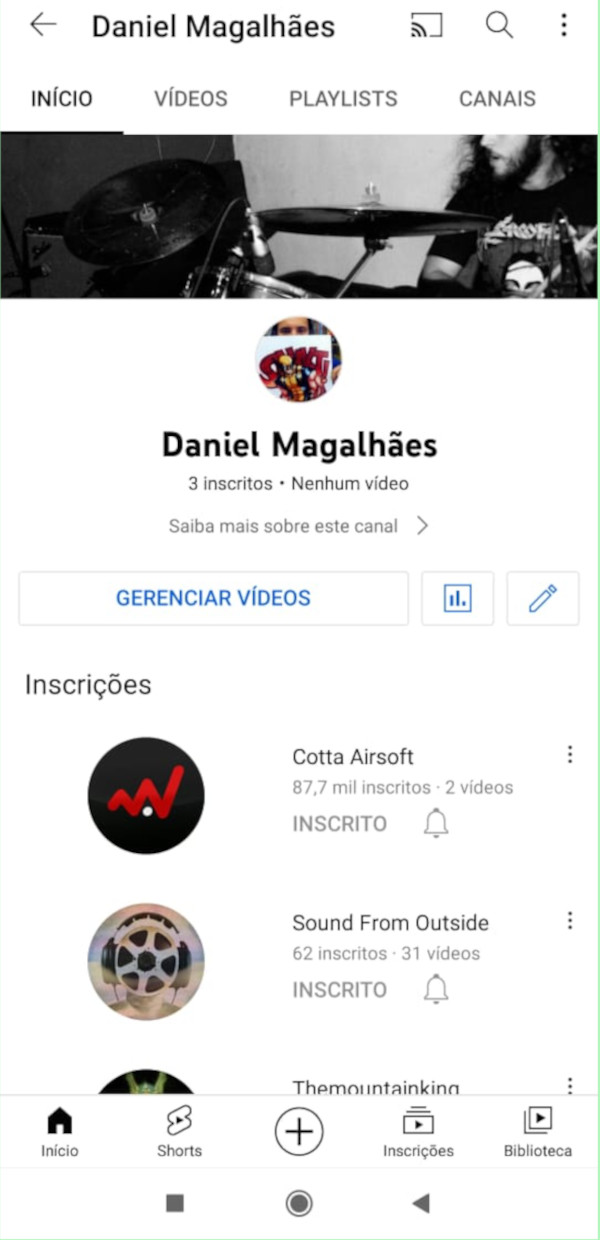 Daniel Magalhães
INÍCIO VÍDEOS PLAYLISTS CANAIS
Daniel Magalhães
3 inscritos • Nenhum vídeo
Saiba mais sobre este canal
GERENCIAR VÍDEOS
Inscrições
Cotta Airsoft
87,7 mil inscritos · 2 vídeos
INSCRITO
Sound From Outside
62 inscritos · 31 vídeos
INSCRITO
Themountainking
Início Shorts Inscrições Biblioteca